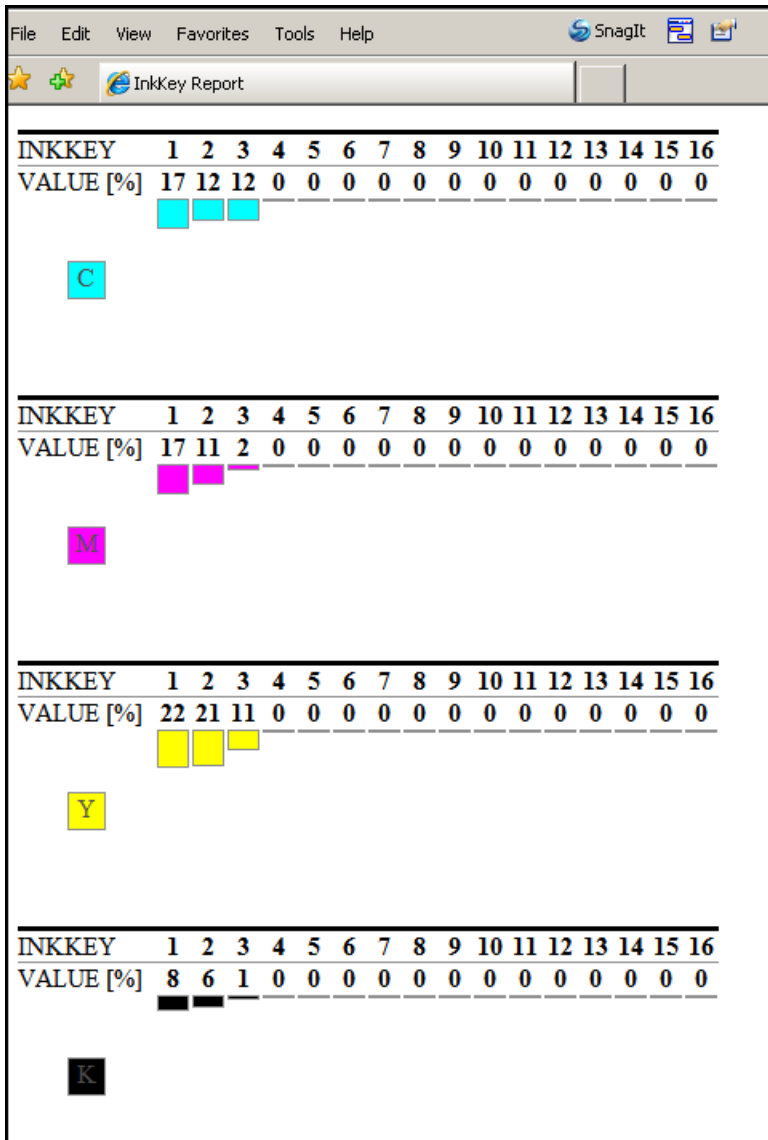 File Edit View Favorites Tools Help SnagIt
InkKey Report
INKKEY 1 2 3 4 5 6 7 8 9 10 11 12 13 14 15 16
VALUE [%] 17 12 12 0 0 0 0 0 0 0 0 0 0 0 0 0
C
INKKEY 1 2 3 4 5 6 7 8 9 10 11 12 13 14 15 16
VALUE [%] 17 11 2 0 0 0 0 0 0 0 0 0 0 0 0 0
M
INKKEY 1 2 3 4 5 6 7 8 9 10 11 12 13 14 15 16
VALUE [%] 22 21 11 0 0 0 0 0 0 0 0 0 0 0 0 0
Y
INKKEY 1 2 3 4 5 6 7 8 9 10 11 12 13 14 15 16
VALUE [%] 8 6 1 0 0 0 0 0 0 0 0 0 0 0 0 0
K